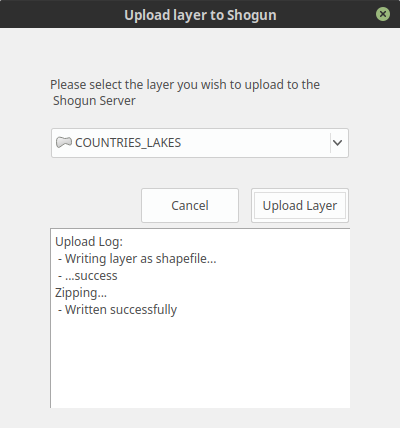 Upload layer to Shogun
Please select the layer you wish to upload to the
Shogun Server
COUNTRIES_LAKES
Cancel
Upload Layer
Upload Log:
- Writing layer as shapefile...
- ...success
Zipping...
- Written successfully